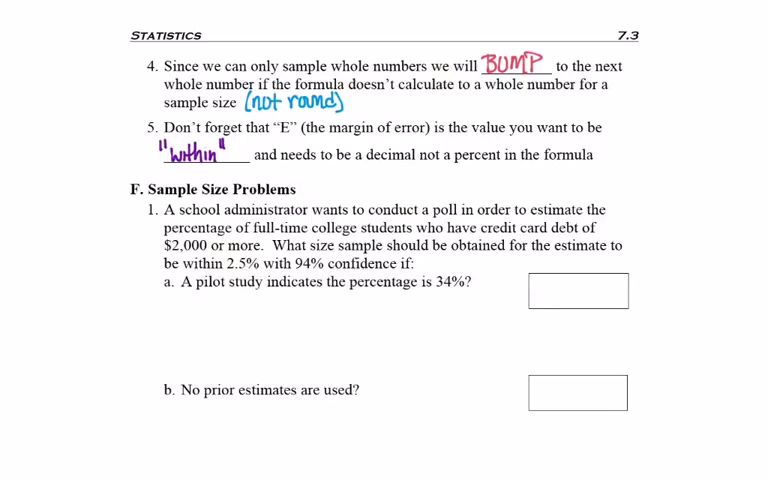 STATISTICS 7.3
4. Since we can only sample whole numbers we will BUMP to the next
whole number if the formula doesn't calculate to a whole number for a
sample size (not round)
5. Don't forget that “E” (the margin of error) is the value you want to be
"within" and needs to be a decimal not a percent in the formula
F. Sample Size Problems
1. A school administrator wants to conduct a poll in order to estimate the
percentage of full-time college students who have credit card debt of
$2,000 or more. What size sample should be obtained for the estimate to
be within 2.5% with 94% confidence if:
a. A pilot study indicates the percentage is 34%?
b. No prior estimates are used?